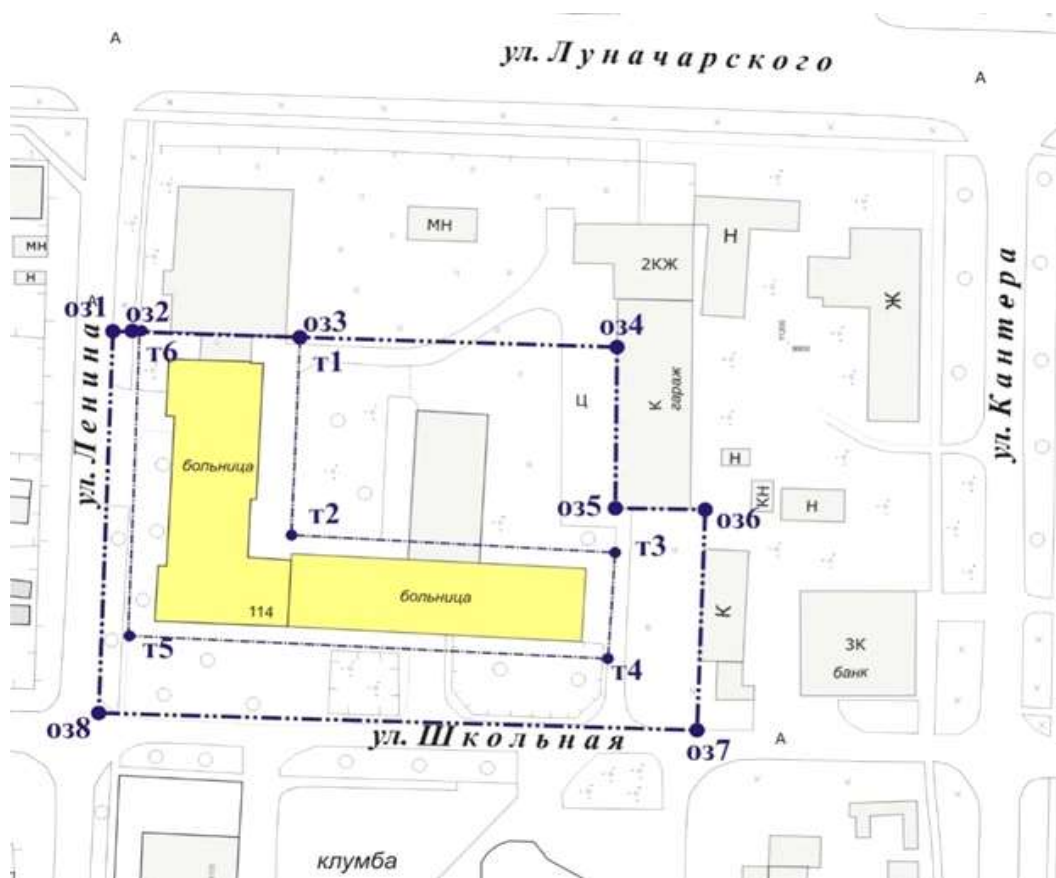 А
ул. Луначарского
А
МН
Н
2КЖ
МН
Н
Ж
оз1
А
оз2
оз3
оз4
т6
т1
ул. Ленина
Ц
К
гараж
ул. Кантера
больница
Н
КН
Н
т2
оз5
оз6
т3
больница
114
К
3К
банк
т5
т4
оз8
ул. Школьная
оз7
А
клумба